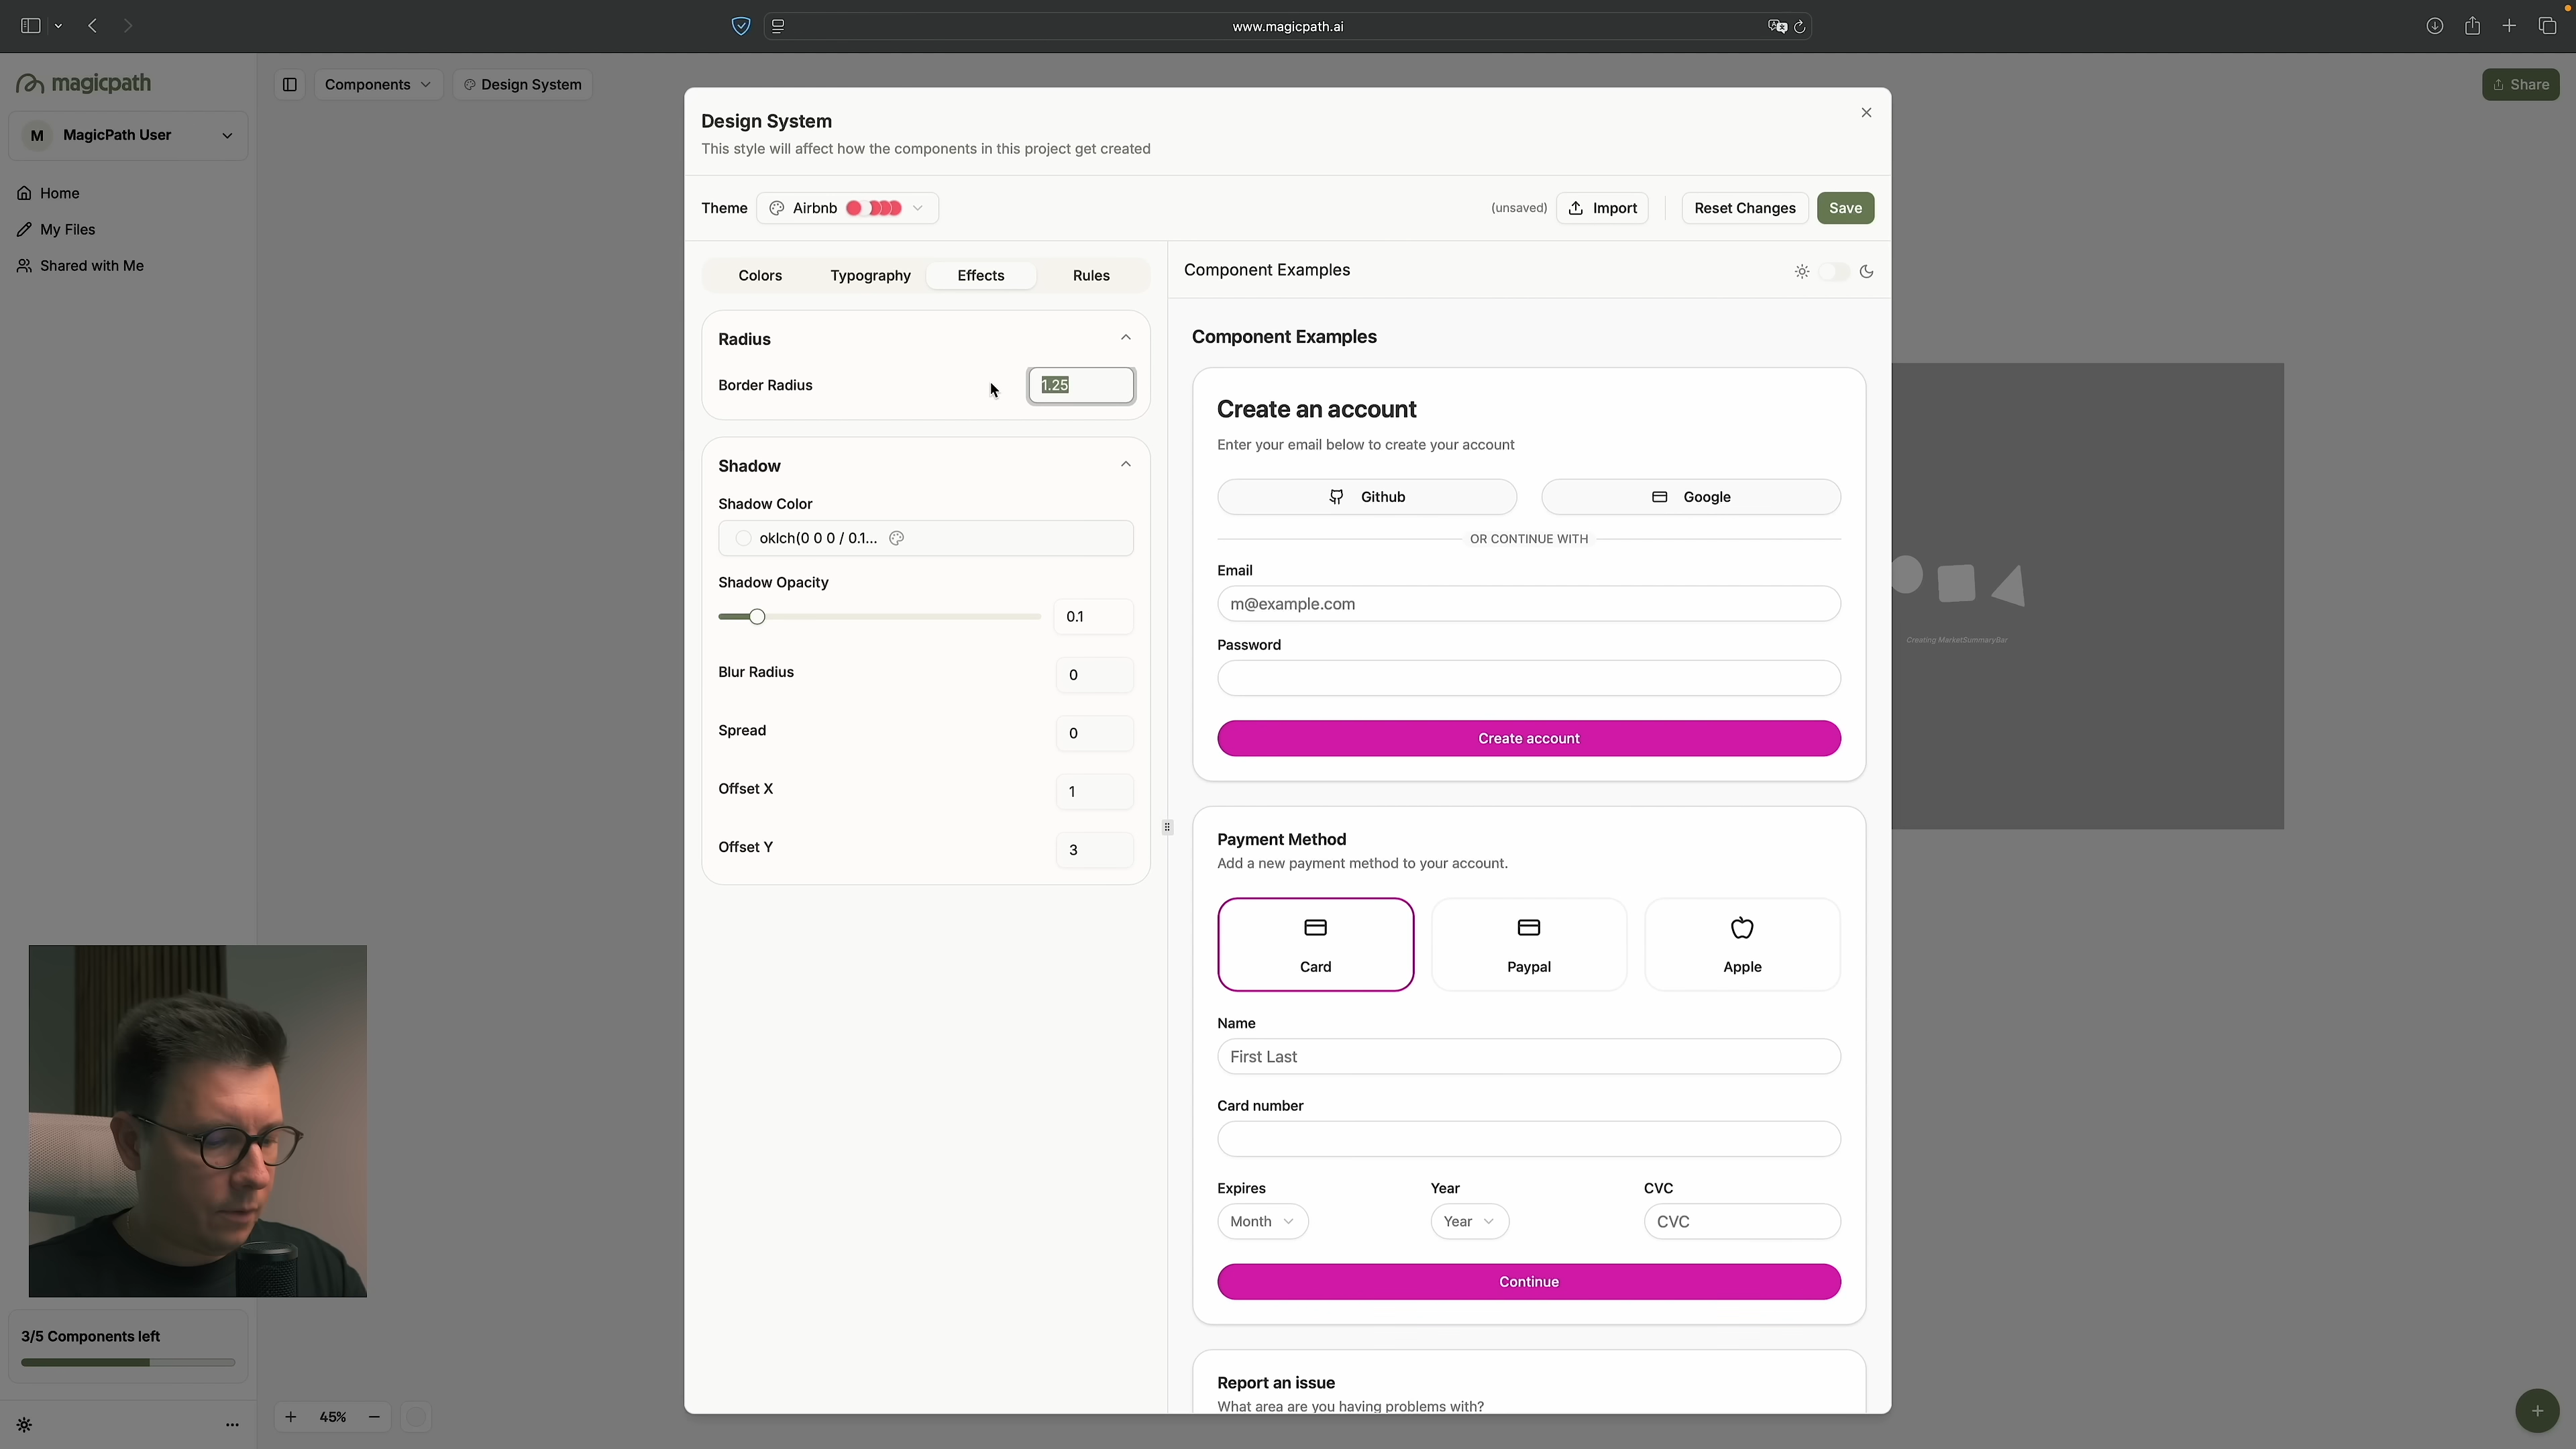 www.magicpath.ai
magicpath
Components
Design System
Share
M MagicPath User
Home
My Files
Shared with Me
Design System
This style will affect how the components in this project get created
Theme Airbnb
(unsaved) Import Reset Changes Save
Colors Typography Effects Rules
Radius
Border Radius 1.25
Shadow
Shadow Color
oklch(0 0 0 / 0.1...
Shadow Opacity
0.1
Blur Radius 0
Spread 0
Offset X 1
Offset Y 3
Component Examples
Component Examples
Create an account
Enter your email below to create your account
Github Google
OR CONTINUE WITH
Email
m@example.com
Password
Create account
Payment Method
Add a new payment method to your account.
Card Paypal Apple
Name
First Last
Card number
Expires Year CVC
Month Year CVC
Continue
Report an issue
What area are you having problems with?
Creating MarketSummaryBar
3/5 Components left
45%